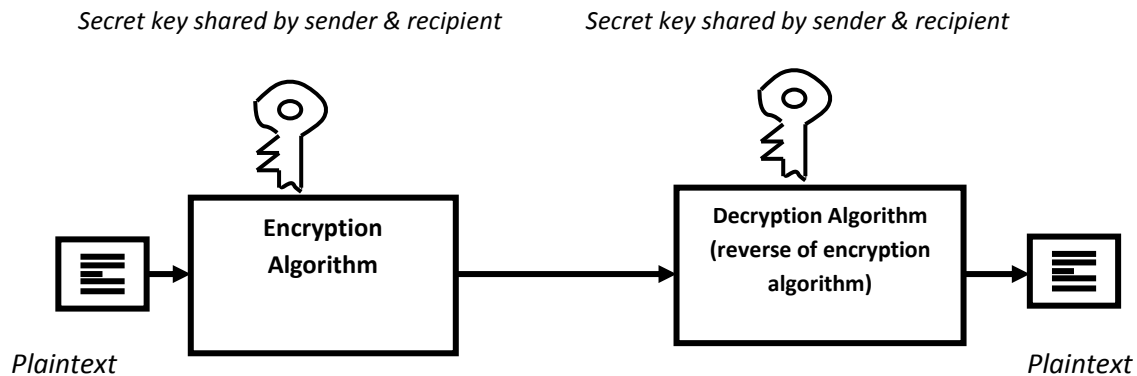 Secret key shared by sender & recipient
Secret key shared by sender & recipient
Encryption
Algorithm
Decryption Algorithm
(reverse of encryption
algorithm)
Plaintext
Plaintext